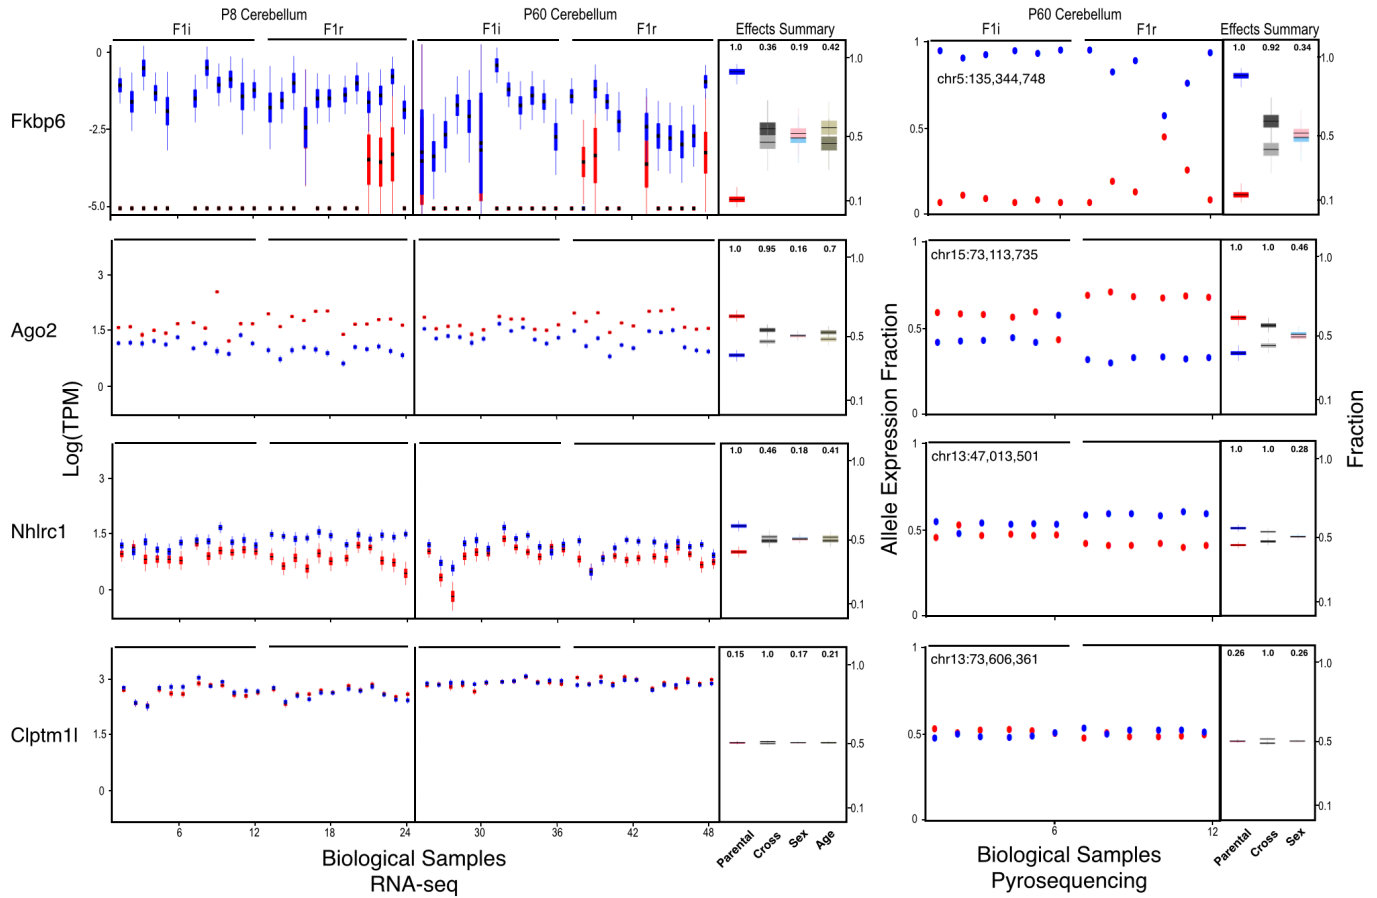 P8 Cerebellum P60 Cerebellum P60 Cerebellum
F1i F1r F1i F1r Effects Summary F1i F1r Effects Summary
Fkbp6
0
-2.5
-5.0
1.0 0.36 0.19 0.42
1.0
0.5
0.1
1
0.5
0
chr5:135,344,748
1.0 0.92 0.34
1.0
0.5
0.1
Ago2
3
1.5
0
1.0 0.95 0.16 0.7
1.0
0.5
0.1
1
0.5
0
chr15:73,113,735
1.0 1.0 0.46
1.0
0.5
0.1
Log(TPM)
Allele Expression Fraction
Fraction
Nhlrc1
3
1.5
0
1.0 0.46 0.18 0.41
1.0
0.5
0.1
1
0.5
0
chr13:47,013,501
1.0 1.0 0.28
1.0
0.5
0.1
Clptm1l
3
1.5
0
0.15 1.0 0.17 0.21
1.0
0.5
0.1
1
0.5
0
chr13:73,606,361
0.26 1.0 0.26
1.0
0.5
0.1
6 12 18 24 30 36 42 48
Parental Cross Sex Age
6 12
Parental Cross Sex
Biological Samples
RNA-seq
Biological Samples
Pyrosequencing